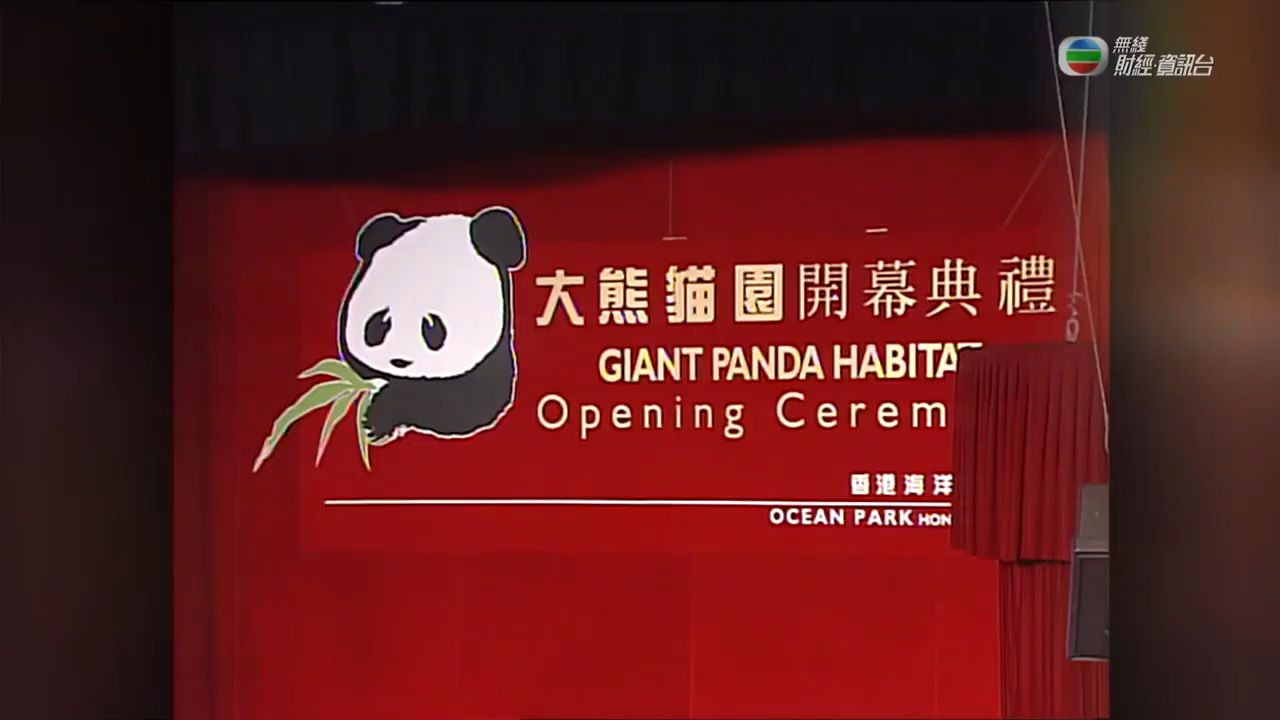 無綫
財經·資訊台
大熊貓園開幕典禮
GIANT PANDA HABITAT
Opening Cerem
香港海洋
OCEAN PARK HON